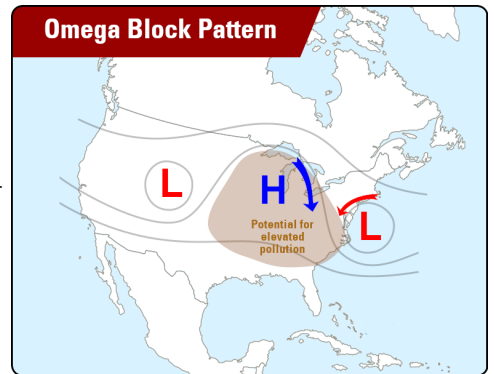 Omega Block Pattern
L
H
Potential for
elevated
pollution
L